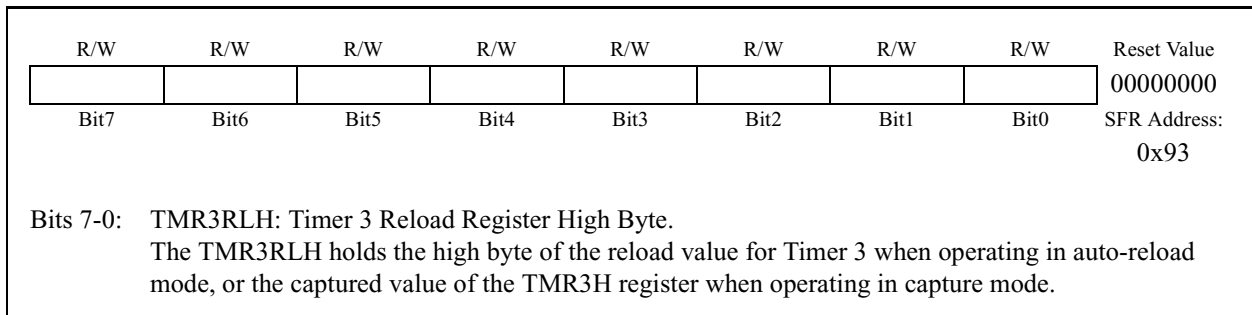 R/W R/W R/W R/W R/W R/W R/W R/W Reset Value
00000000
Bit7 Bit6 Bit5 Bit4 Bit3 Bit2 Bit1 Bit0 SFR Address:
0x93
Bits 7-0: TMR3RLH: Timer 3 Reload Register High Byte.
The TMR3RLH holds the high byte of the reload value for Timer 3 when operating in auto-reload
mode, or the captured value of the TMR3H register when operating in capture mode.